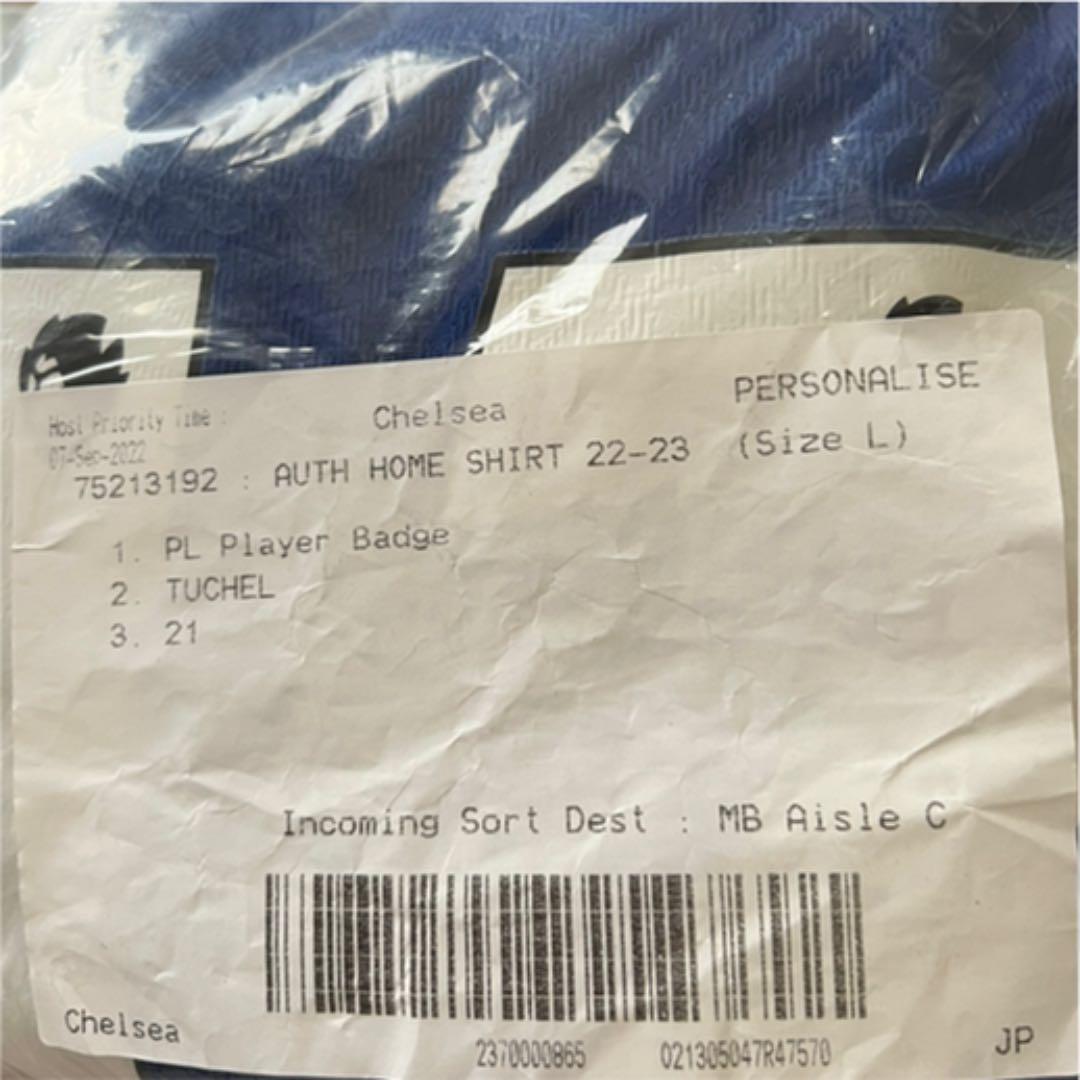 PERSONALISE
Host Priority Time :
Chelsea
07-Sep-2022
75213192 : AUTH HOME SHIRT 22-23 (Size L)
1. PL Player Badge
2. TUCHEL
3. 21
Incoming Sort Dest : MB Aisle C
Chelsea
2370000865 021305047R47570
JP